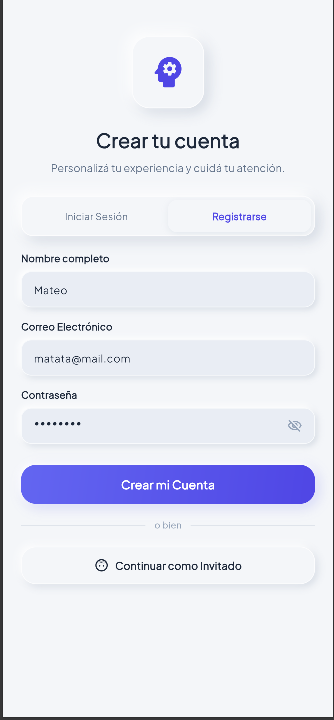 Crear tu cuenta
Personalizá tu experiencia y cuidá tu atención.
Iniciar Sesión
Registrarse
Nombre completo
Mateo
Correo Electrónico
matata@mail.com
Contraseña
••••••••
Crear mi Cuenta
o bien
Continuar como Invitado